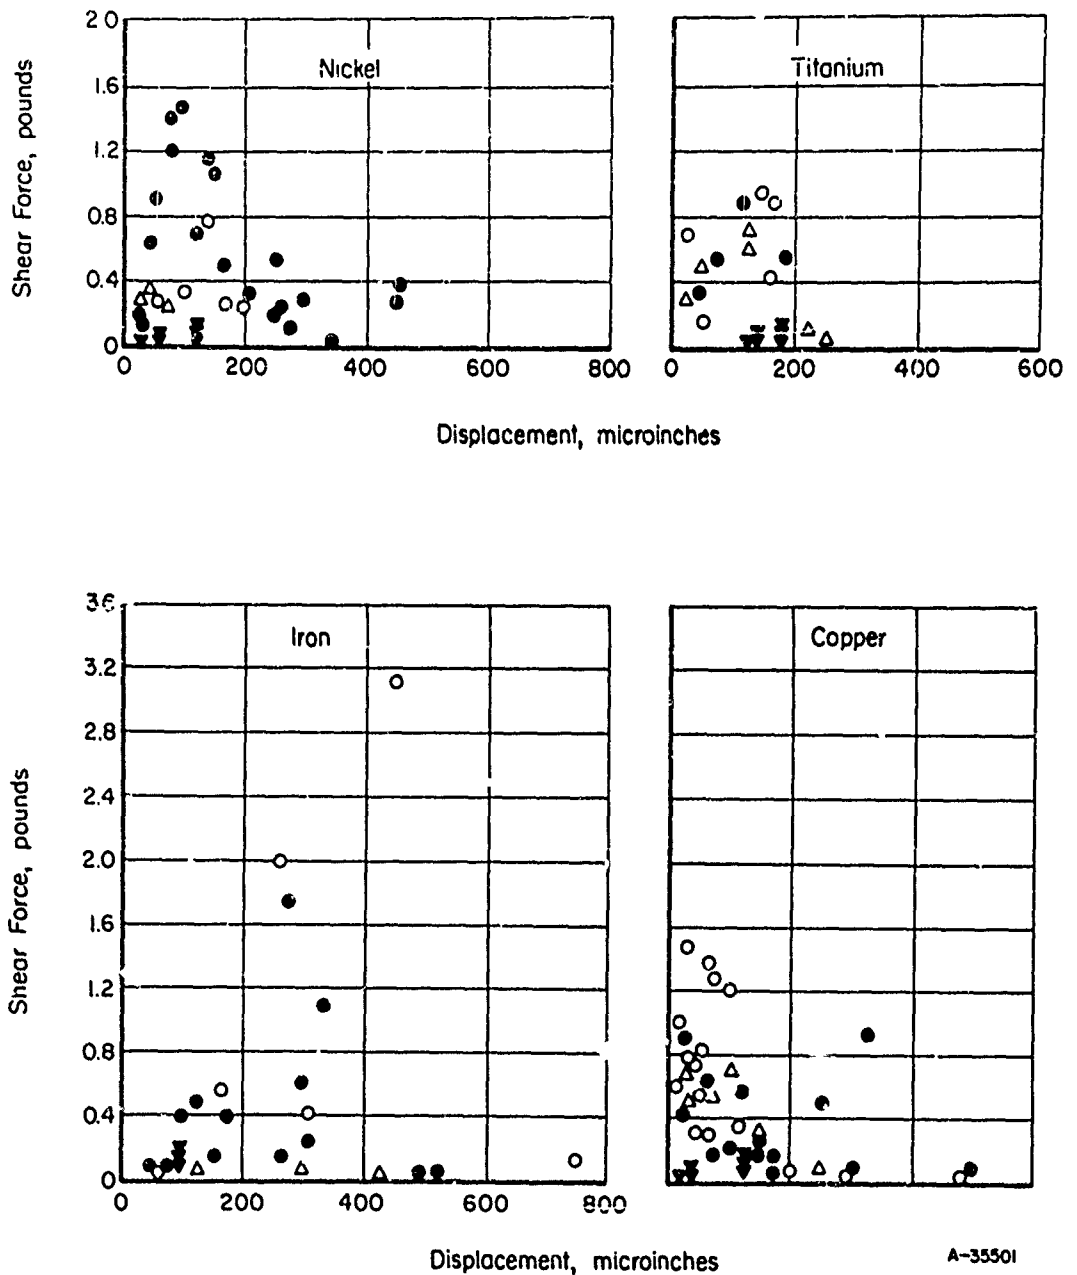 Nickel
Titanium
Shear Force, pounds
2 0
1.6
1.2
0.8
0.4
0
0 200 400 600 800
0 200 400 600
Displacement, microinches
Iron
Copper
Shear Force, pounds
3.6
3.2
2.8
2.4
2.0
1.6
1.2
0.8
0.4
0
0 200 400 600 800
Displacement, microinches
A-35501